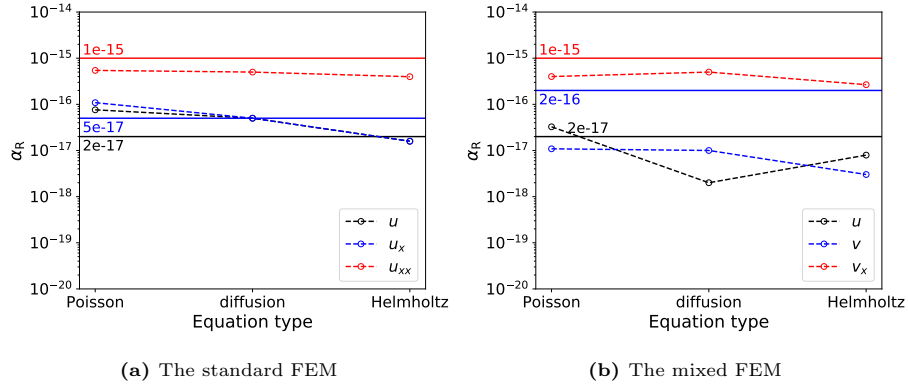 10^-14
10^-15
10^-16
10^-17
10^-18
10^-19
10^-20
α_R
1e-15
5e-17
2e-17
u
u_x
u_xx
Poisson diffusion Helmholtz
Equation type
(a) The standard FEM
10^-14
10^-15
10^-16
10^-17
10^-18
10^-19
10^-20
α_R
1e-15
2e-16
2e-17
u
v
v_x
Poisson diffusion Helmholtz
Equation type
(b) The mixed FEM